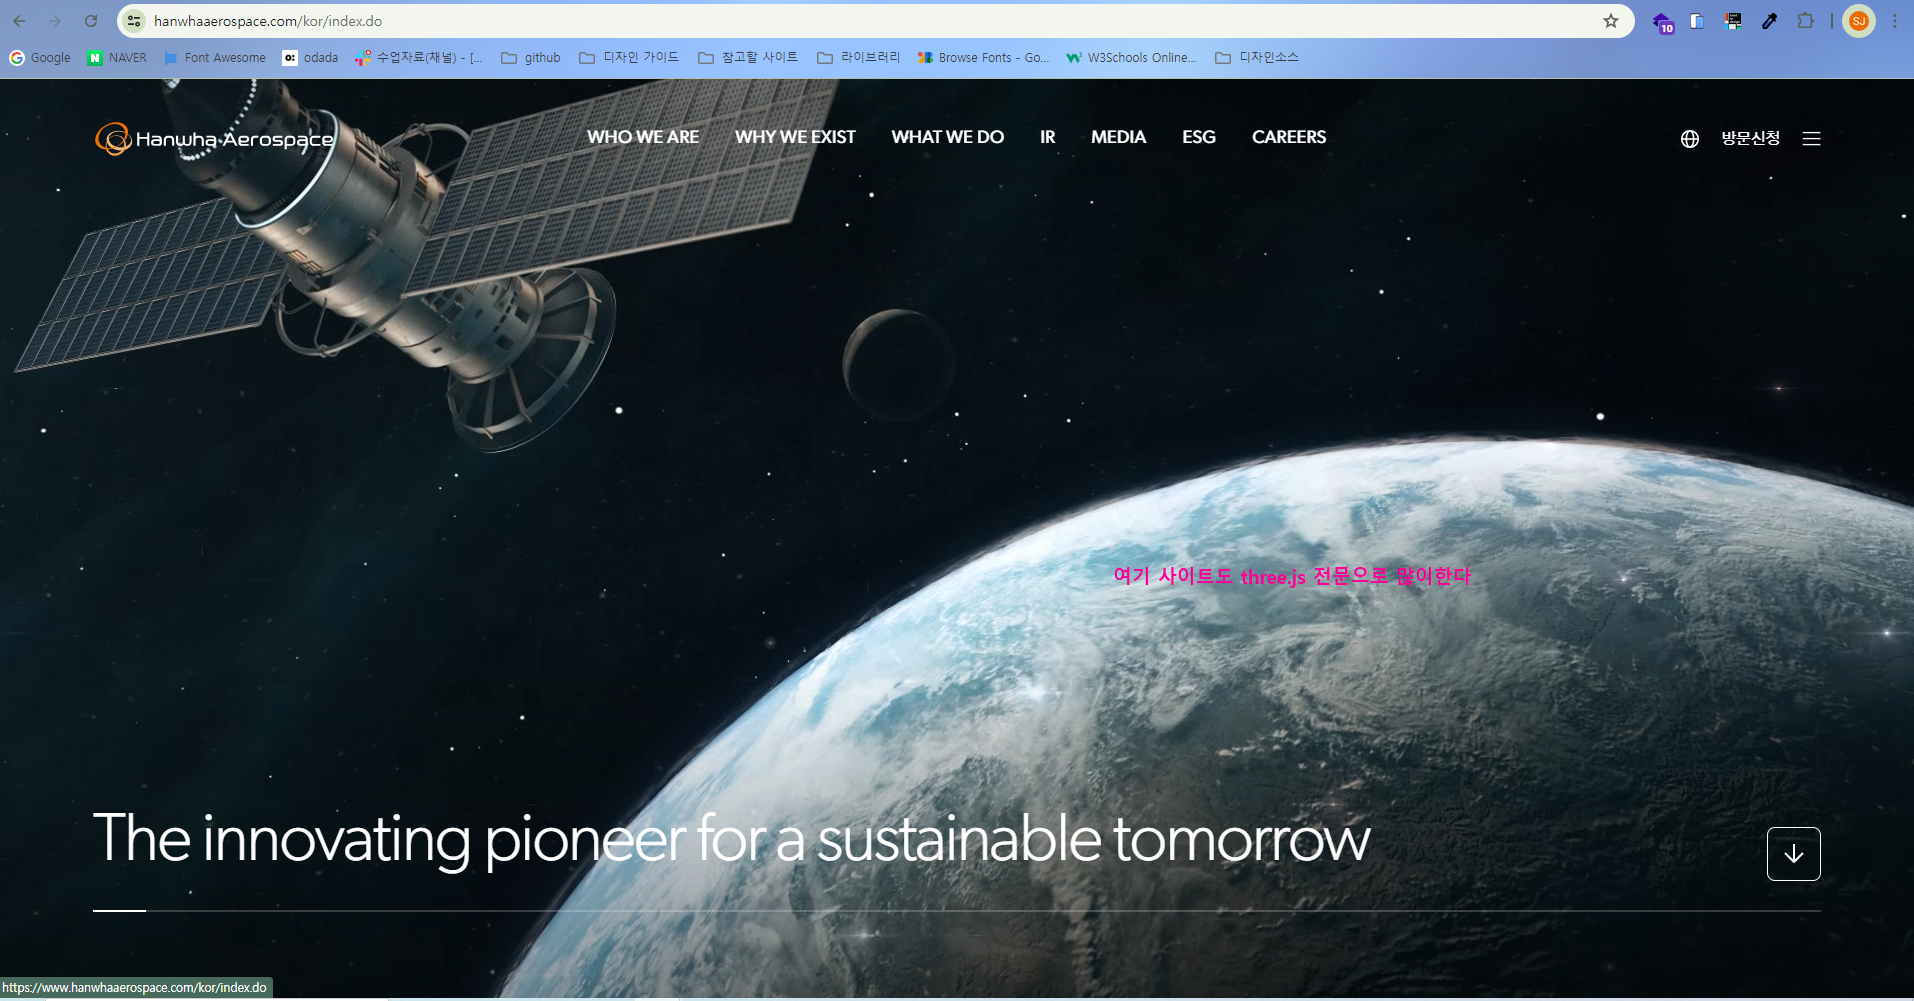 hanwhaaerospace.com/kor/index.do
10
SJ
Google
NAVER
Font Awesome
o:
odada
수업자료(채널) - [...
github
디자인 가이드
참고할 사이트
라이브러리
Browse Fonts - Go...
W3Schools Online...
디자인소스
Hanwha Aerospace
WHO WE ARE
WHY WE EXIST
WHAT WE DO
IR
MEDIA
ESG
CAREERS
방문신청
여기 사이트도 three.js 전문으로 많이한다
The innovating pioneer for a sustainable tomorrow
https://www.hanwhaaerospace.com/kor/index.do